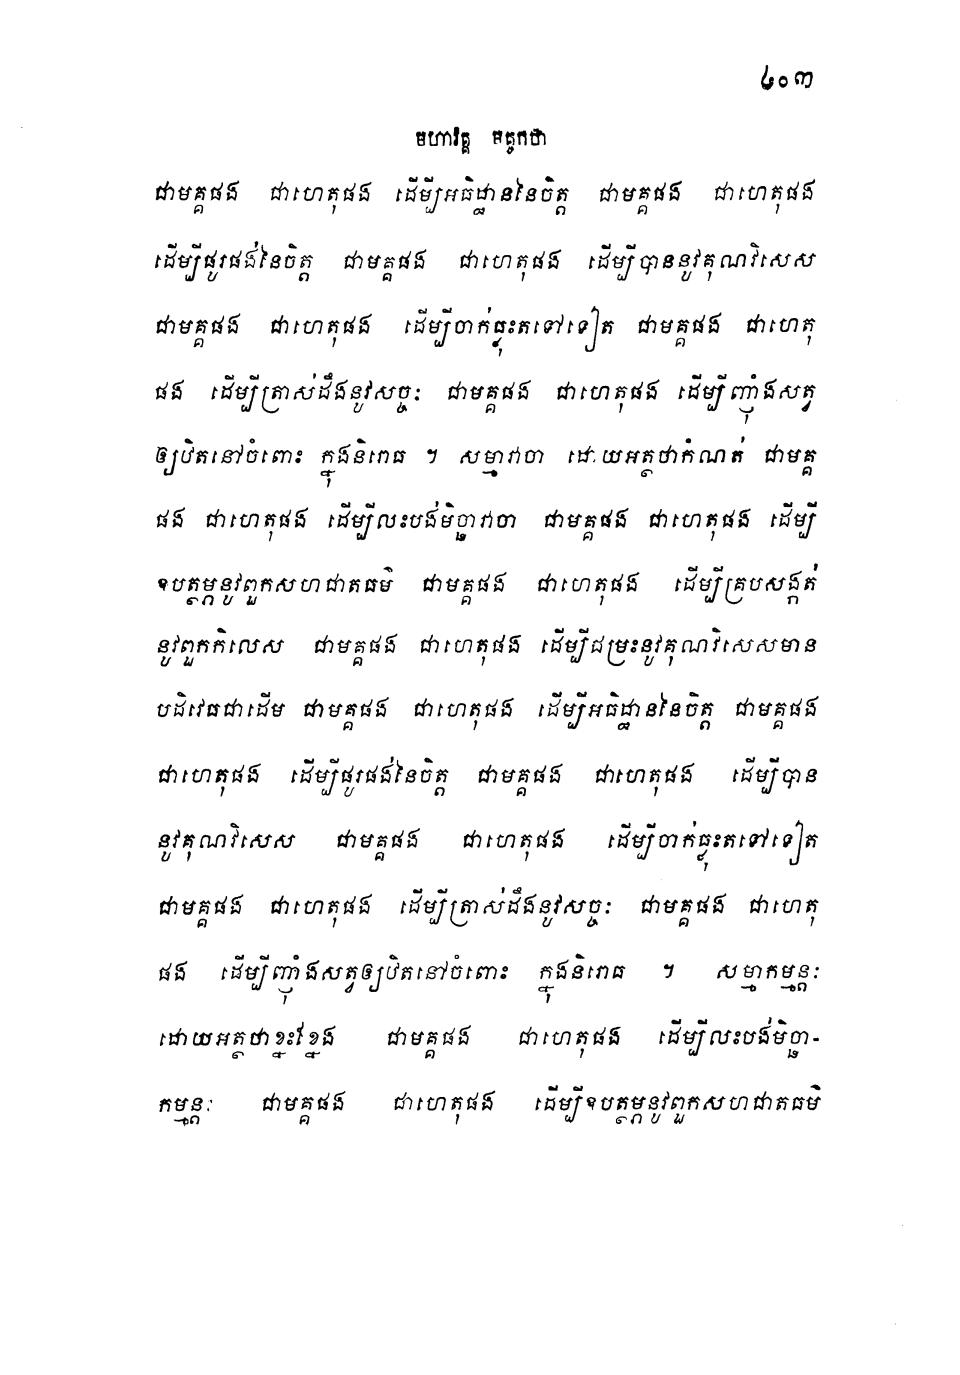 ៤០៣
មហាវគ្គ មគ្គកថា
ជាមគ្គផង ជាហេតុផង ដើម្បីអធិដ្ឋាននៃចិត្ត ជាមគ្គផង ជាហេតុផង
ដើម្បីផូរផង់នៃចិត្ត ជាមគ្គផង ជាហេតុផង ដើម្បីបាននូវគុណវិសេស
ជាមគ្គផង ជាហេតុផង ដើម្បីចាក់ធ្លុះតទៅទៀត ជាមគ្គផង ជាហេតុ
ផង ដើម្បីត្រាស់ដឹងនូវសច្ចៈ ជាមគ្គផង ជាហេតុផង ដើម្បីញុំាងសត្វ
ឲ្យឋិតនៅចំពោះ ក្នុងនិរោធ ។ សម្មាវាចា ដោយអត្ថថាកំណត់ ជាមគ្គ
ផង ជាហេតុផង ដើម្បីលះបង់មិច្ឆាវាចា ជាមគ្គផង ជាហេតុផង ដើម្បី
ឧបត្ថម្ភនូវពួកសហជាតធម៌ ជាមគ្គផង ជាហេតុផង ដើម្បីគ្របសង្កត់
នូវពួកកិលេស ជាមគ្គផង ជាហេតុផង ដើម្បីជម្រះនូវគុណវិសេសមាន
បដិវេធជាដើម ជាមគ្គផង ជាហេតុផង ដើម្បីអធិដ្ឋាននៃចិត្ត ជាមគ្គផង
ជាហេតុផង ដើម្បីផូរផង់នៃចិត្ត ជាមគ្គផង ជាហេតុផង ដើម្បីបាន
នូវគុណវិសេស ជាមគ្គផង ជាហេតុផង ដើម្បីចាក់ធ្លុះតទៅទៀត
ជាមគ្គផង ជាហេតុផង ដើម្បីត្រាស់ដឹងនូវសច្ចៈ ជាមគ្គផង ជាហេតុ
ផង ដើម្បីញុំាងសត្វឲ្យឋិតនៅចំពោះ ក្នុងនិរោធ ។ សម្មាកម្មន្តៈ
ដោយអត្ថថាខ្នះខ្នែង ជាមគ្គផង ជាហេតុផង ដើម្បីលះបង់មិច្ឆា-
កម្មន្តៈ ជាមគ្គផង ជាហេតុផង ដើម្បីឧបត្ថម្ភនូវពួកសហជាតធម៌